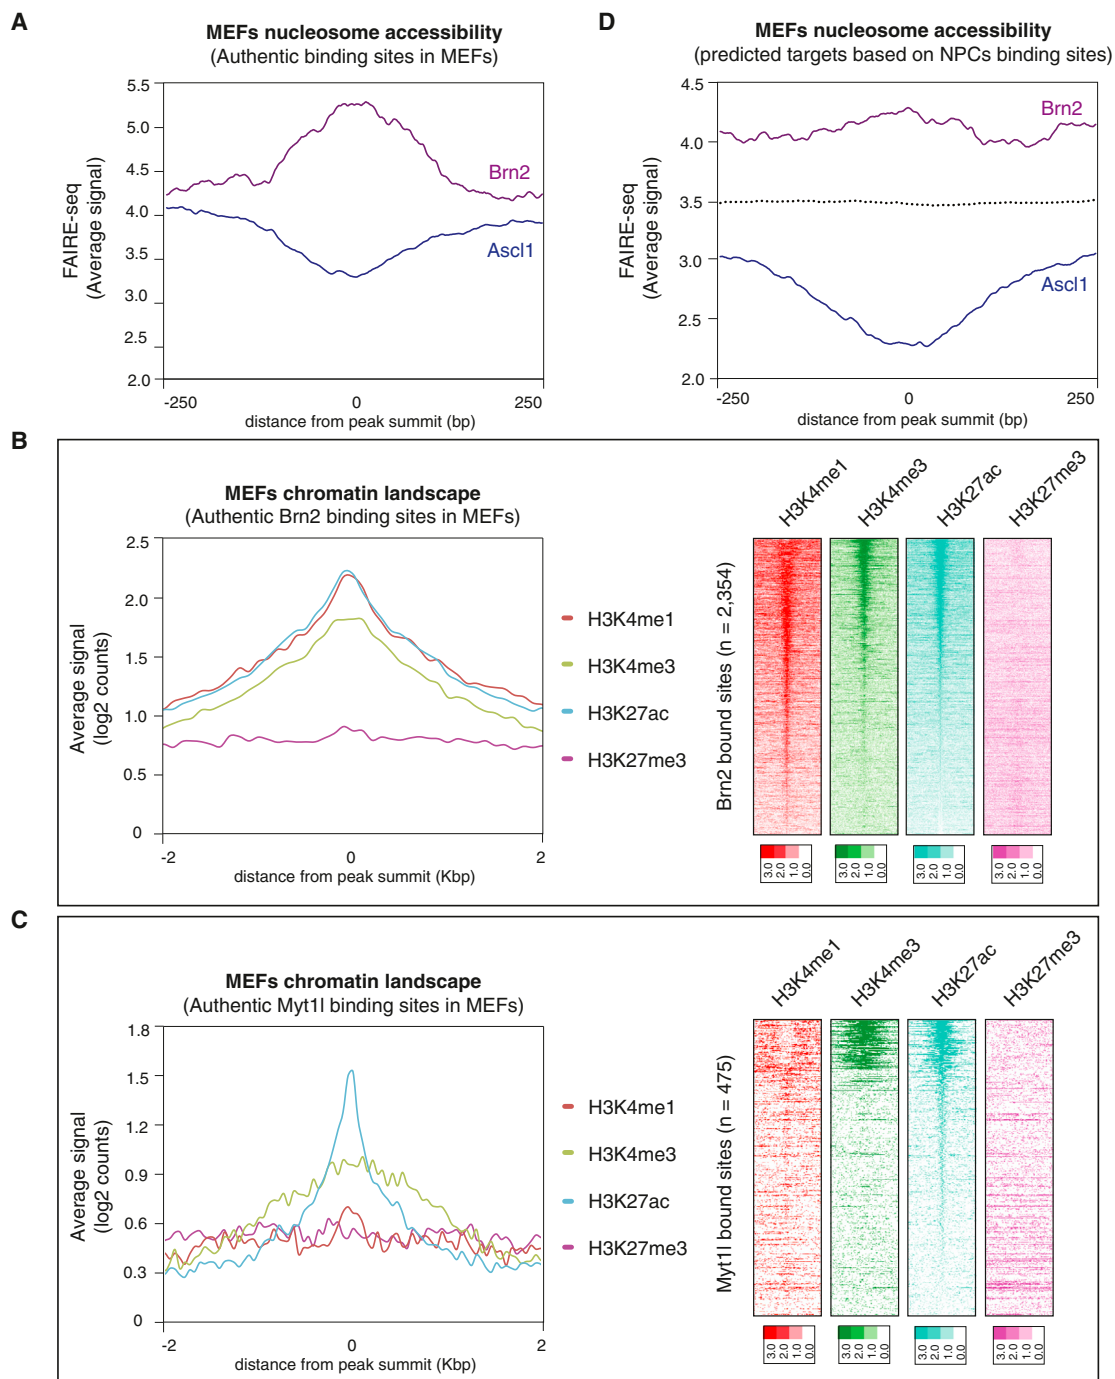 A
MEFs nucleosome accessibility
(Authentic binding sites in MEFs)
FAIRE-seq
(Average signal)
5.5
5.0
4.5
4.0
3.5
3.0
2.5
2.0
Brn2
Ascl1
-250
0
250
distance from peak summit (bp)
D
MEFs nucleosome accessibility
(predicted targets based on NPCs binding sites)
FAIRE-seq
(Average signal)
4.5
4.0
3.5
3.0
2.5
2.0
Brn2
Ascl1
-250
0
250
distance from peak summit (bp)
B
MEFs chromatin landscape
(Authentic Brn2 binding sites in MEFs)
Average signal
(log2 counts)
2.5
2.0
1.5
1.0
0.5
0
-2
0
2
distance from peak summit (Kbp)
H3K4me1
H3K4me3
H3K27ac
H3K27me3
H3K4me1
H3K4me3
H3K27ac
H3K27me3
Brn2 bound sites (n = 2,354)
3.0
2.0
1.0
0.0
3.0
2.0
1.0
0.0
3.0
2.0
1.0
0.0
3.0
2.0
1.0
0.0
C
MEFs chromatin landscape
(Authentic Myt1l binding sites in MEFs)
Average signal
(log2 counts)
1.8
1.5
1.2
0.9
0.6
0.3
0
-2
0
2
distance from peak summit (Kbp)
H3K4me1
H3K4me3
H3K27ac
H3K27me3
H3K4me1
H3K4me3
H3K27ac
H3K27me3
Myt1l bound sites (n = 475)
3.0
2.0
1.0
0.0
3.0
2.0
1.0
0.0
3.0
2.0
1.0
0.0
3.0
2.0
1.0
0.0